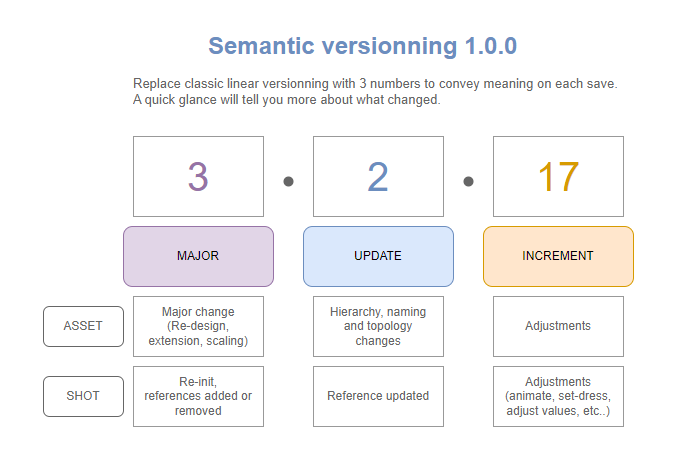 Semantic versionning 1.0.0
Replace classic linear versionning with 3 numbers to convey meaning on each save.
A quick glance will tell you more about what changed.
3 . 2 . 17
MAJOR
UPDATE
INCREMENT
ASSET
Major change
(Re-design,
extension, scaling)
Hierarchy, naming
and topology
changes
Adjustments
SHOT
Re-init,
references added or
removed
Reference updated
Adjustments
(animate, set-dress,
adjust values, etc..)